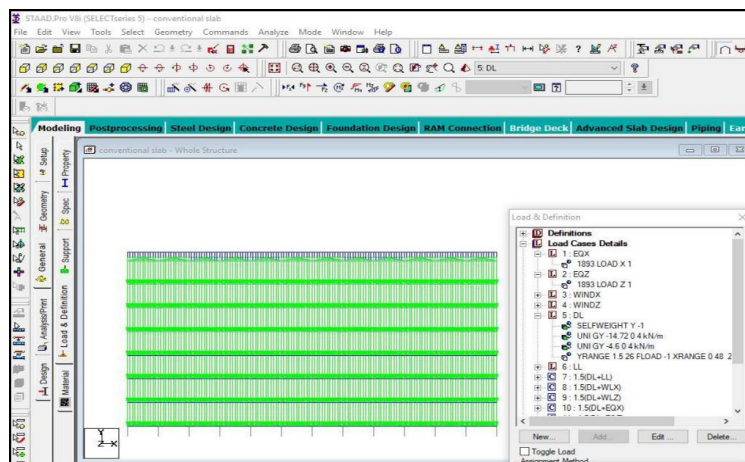 STAAD.Pro V8i (SELECTseries 5) - conventional slab
File Edit View Tools Select Geometry Commands Analyze Mode Window Help
5: DL
Modeling Postprocessing Steel Design Concrete Design Foundation Design RAM Connection Bridge Deck Advanced Slab Design Piping Ear
Setup
Geometry
General
Analysis/Print
Design
Property
Spec
Support
Load & Definition
Material
conventional slab - Whole Structure
Y
Z X
Load & Definition
Definitions
Load Cases Details
1 : EQX
1893 LOAD X 1
2 : EQZ
1893 LOAD Z 1
3 : WINDX
4 : WINDZ
5 : DL
SELFWEIGHT Y -1
UNI GY -14.72 0 4 kN/m
UNI GY -4.6 0 4 kN/m
YRANGE 1.5 26 FLOAD -1 XRANGE 0 48 Z
6 : LL
7 : 1.5(DL+LL)
8 : 1.5(DL+WLX)
9 : 1.5(DL+WLZ)
10 : 1.5(DL+EQX)
New... Add... Edit ... Delete...
Toggle Load
Assignment Method